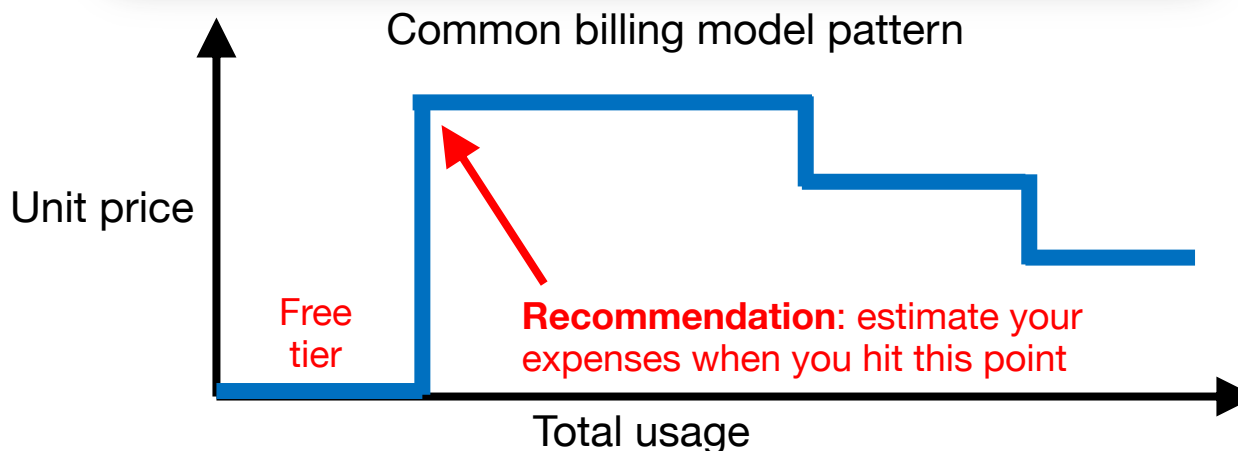 Common billing model pattern
Unit price
Free
tier
Recommendation: estimate your
expenses when you hit this point
Total usage